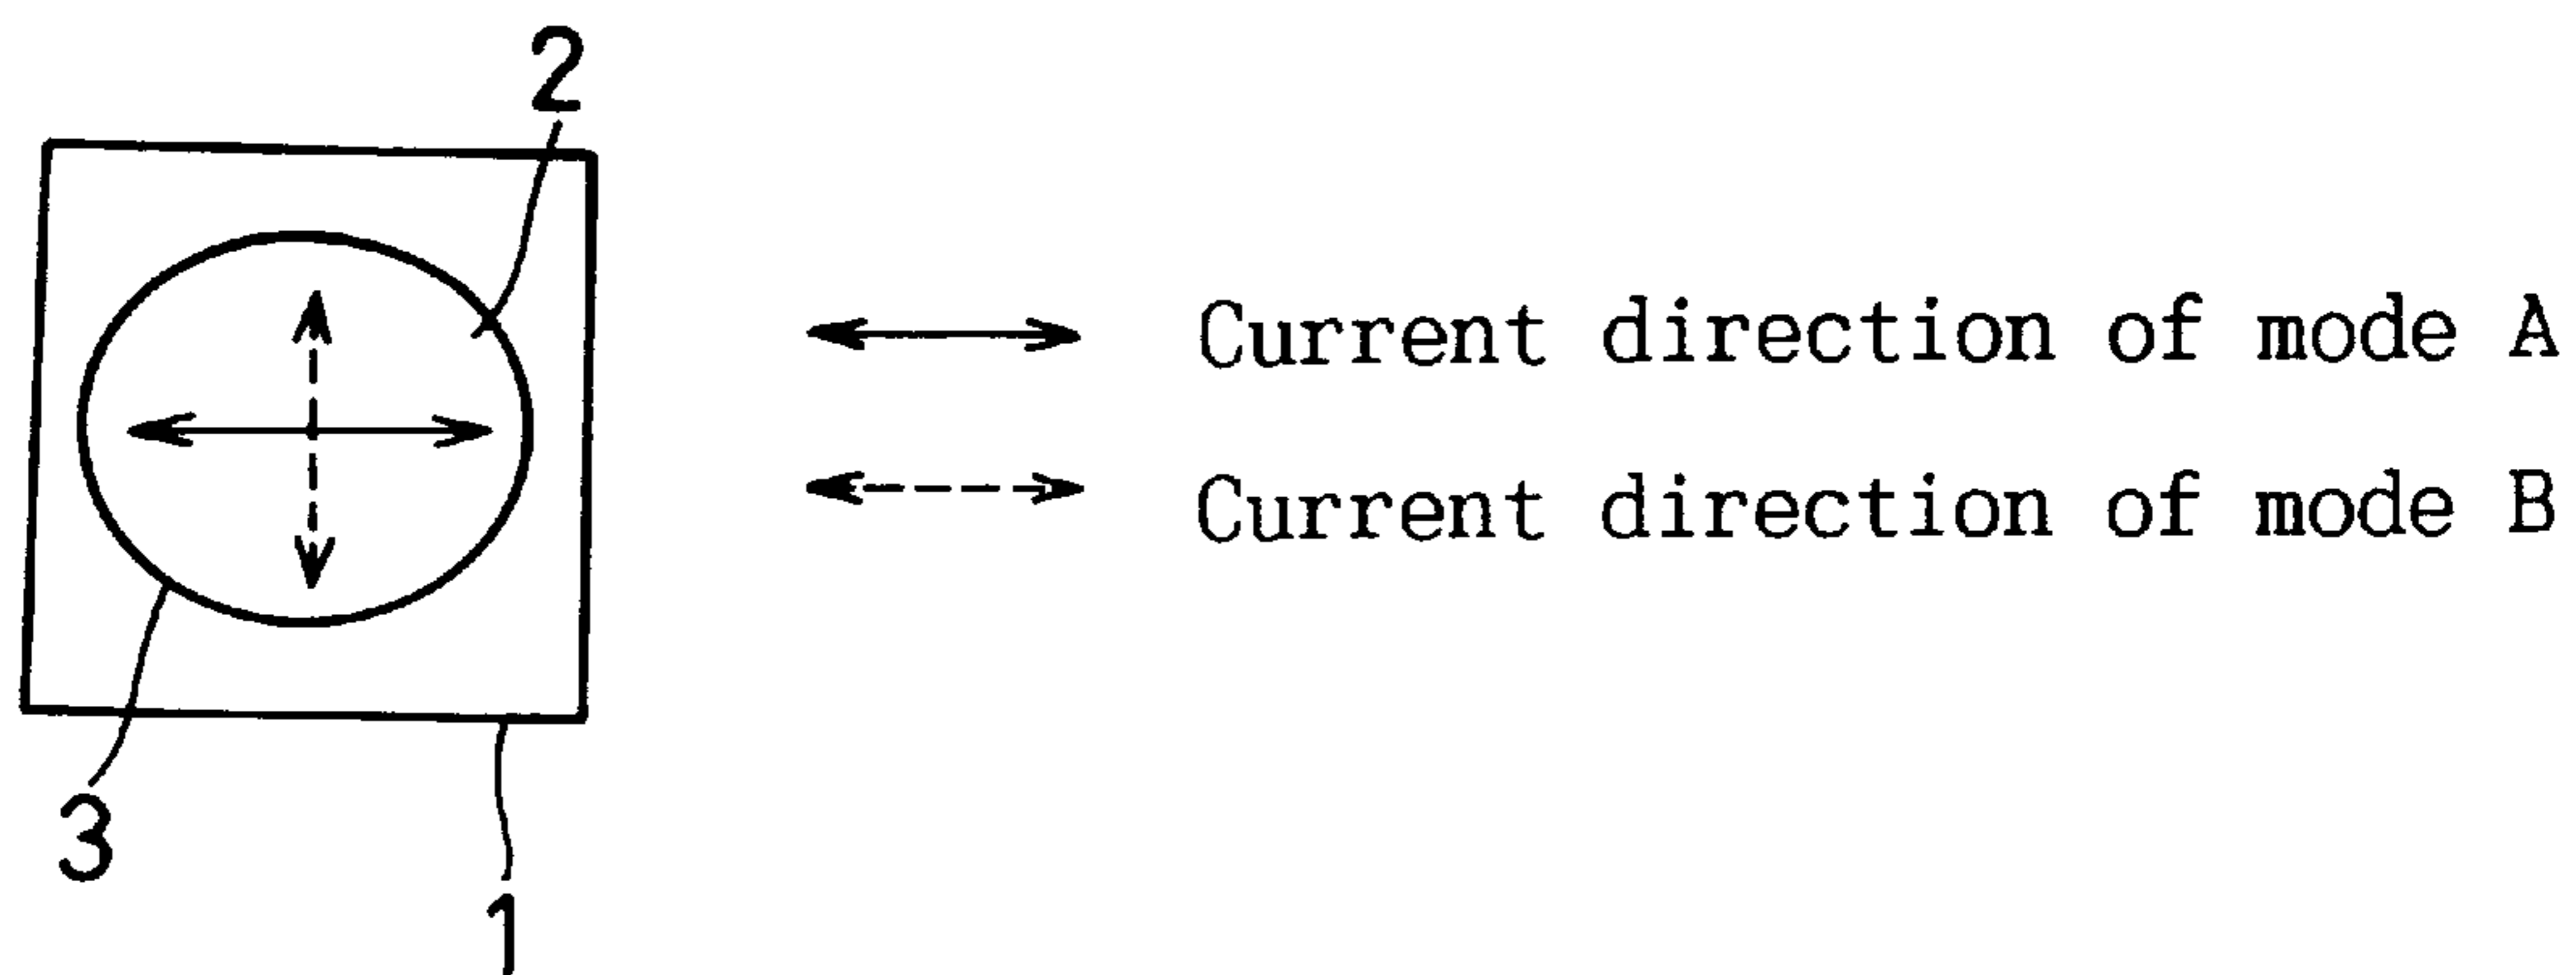 2
Current direction of mode A
Current direction of mode B
3
1